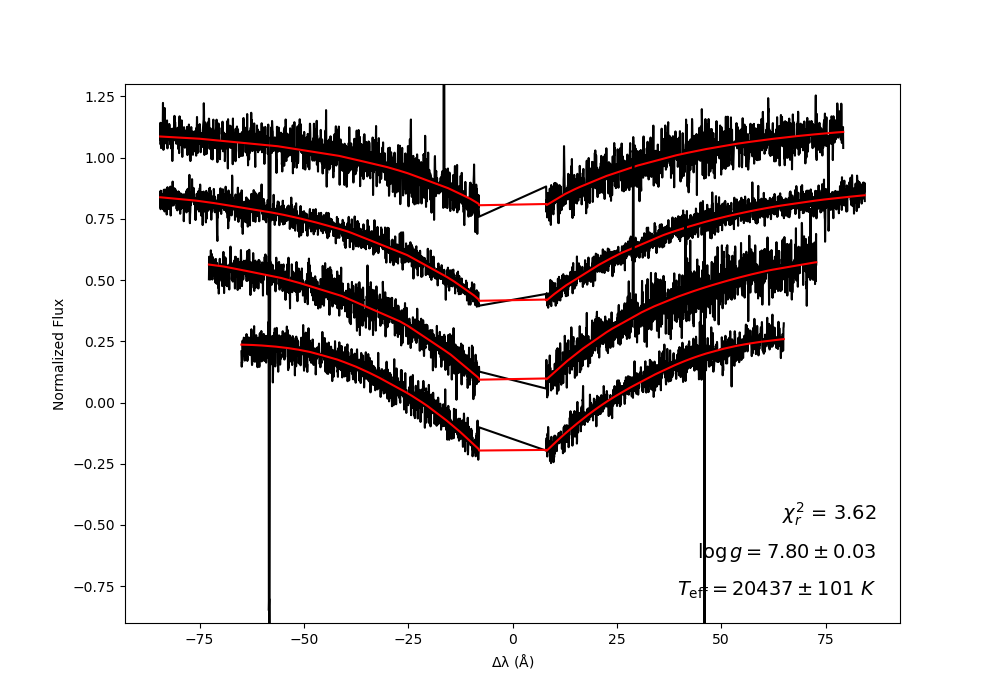 1.25
1.00
0.75
0.50
0.25
0.00
−0.25
−0.50
−0.75
Normalized Flux
χ²ᵣ = 3.62
log g = 7.80 ± 0.03
T_eff = 20437 ± 101 K
−75 −50 −25 0 25 50 75
Δλ (Å)